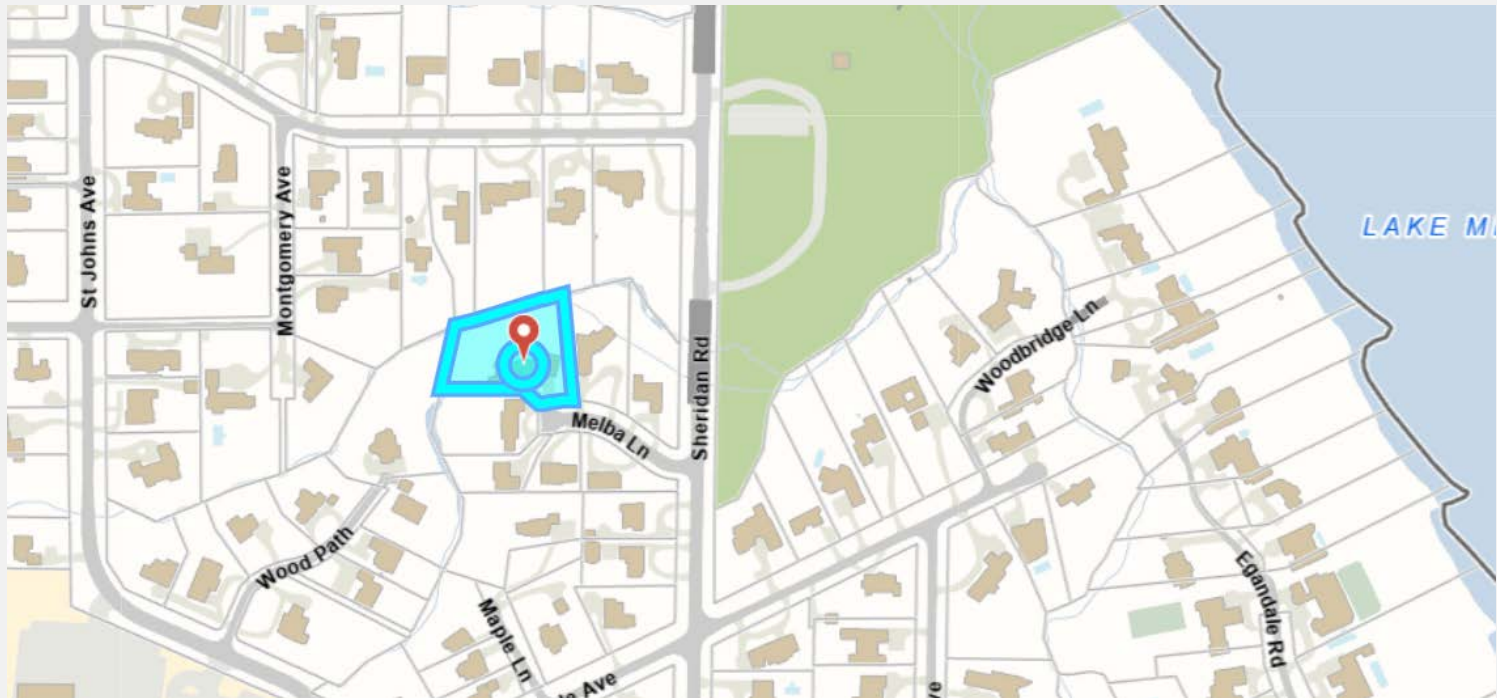 St Johns Ave
Montgomery Ave
LAKE MI
Sheridan Rd
Woodbridge Ln
Melba Ln
Wood Path
Maple Ln
Egandale Rd
Ave